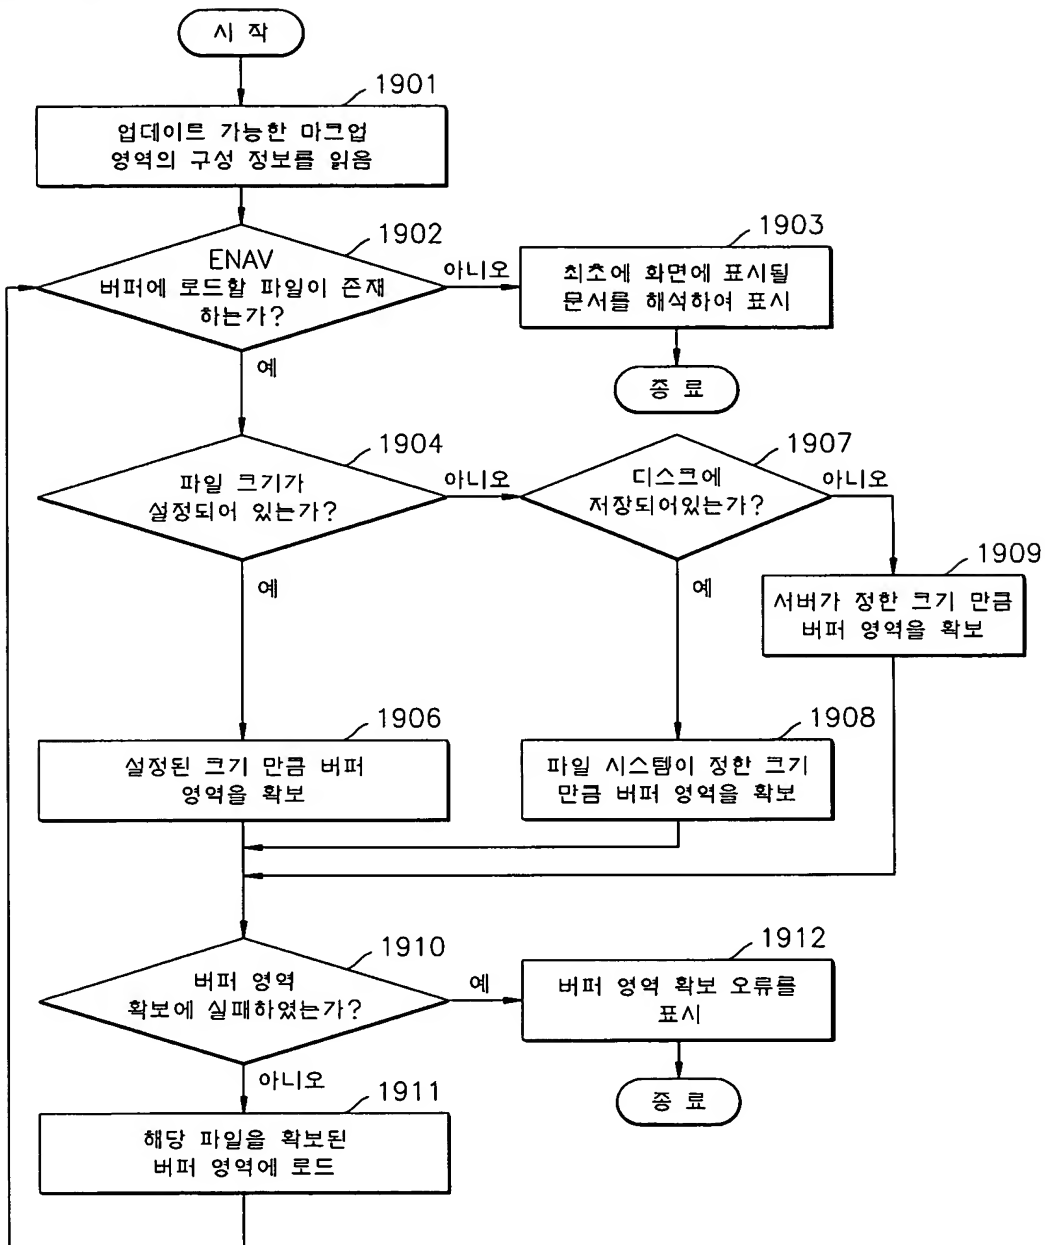 시 작
1901
업데이트 가능한 마크업
영역의 구성 정보를 읽음
1902
ENAV
버퍼에 로드할 파일이 존재
하는가?
아니오
1903
최초에 화면에 표시될
문서를 해석하여 표시
종 료
예
1904
파일 크기가
설정되어 있는가?
아니오
1907
디스크에
저장되어있는가?
아니오
예
예
1909
서버가 정한 크기 만큼
버퍼 영역을 확보
1906
설정된 크기 만큼 버퍼
영역을 확보
1908
파일 시스템이 정한 크기
만큼 버퍼 영역을 확보
1910
버퍼 영역
확보에 실패하였는가?
예
1912
버퍼 영역 확보 오류를
표시
종 료
아니오
1911
해당 파일을 확보된
버퍼 영역에 로드